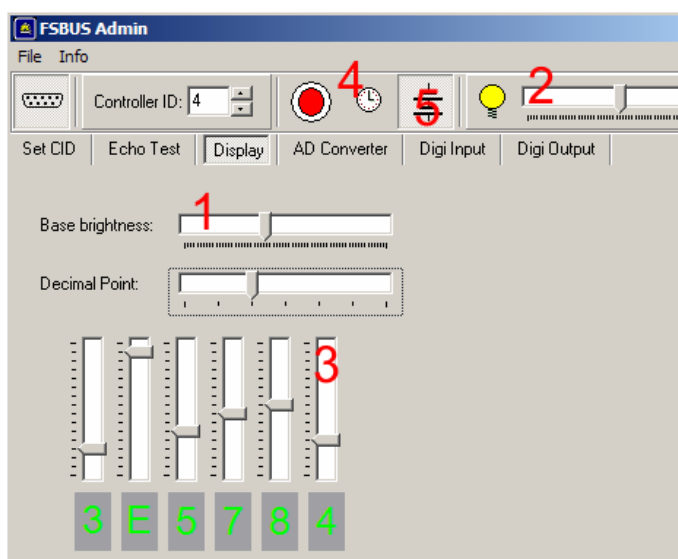 FSBUS Admin
File Info
Controller ID: 4 4 5 2
Set CID Echo Test Display AD Converter Digi Input Digi Output
1
Base brightness:
Decimal Point:
3
3 E 5 7 8 4